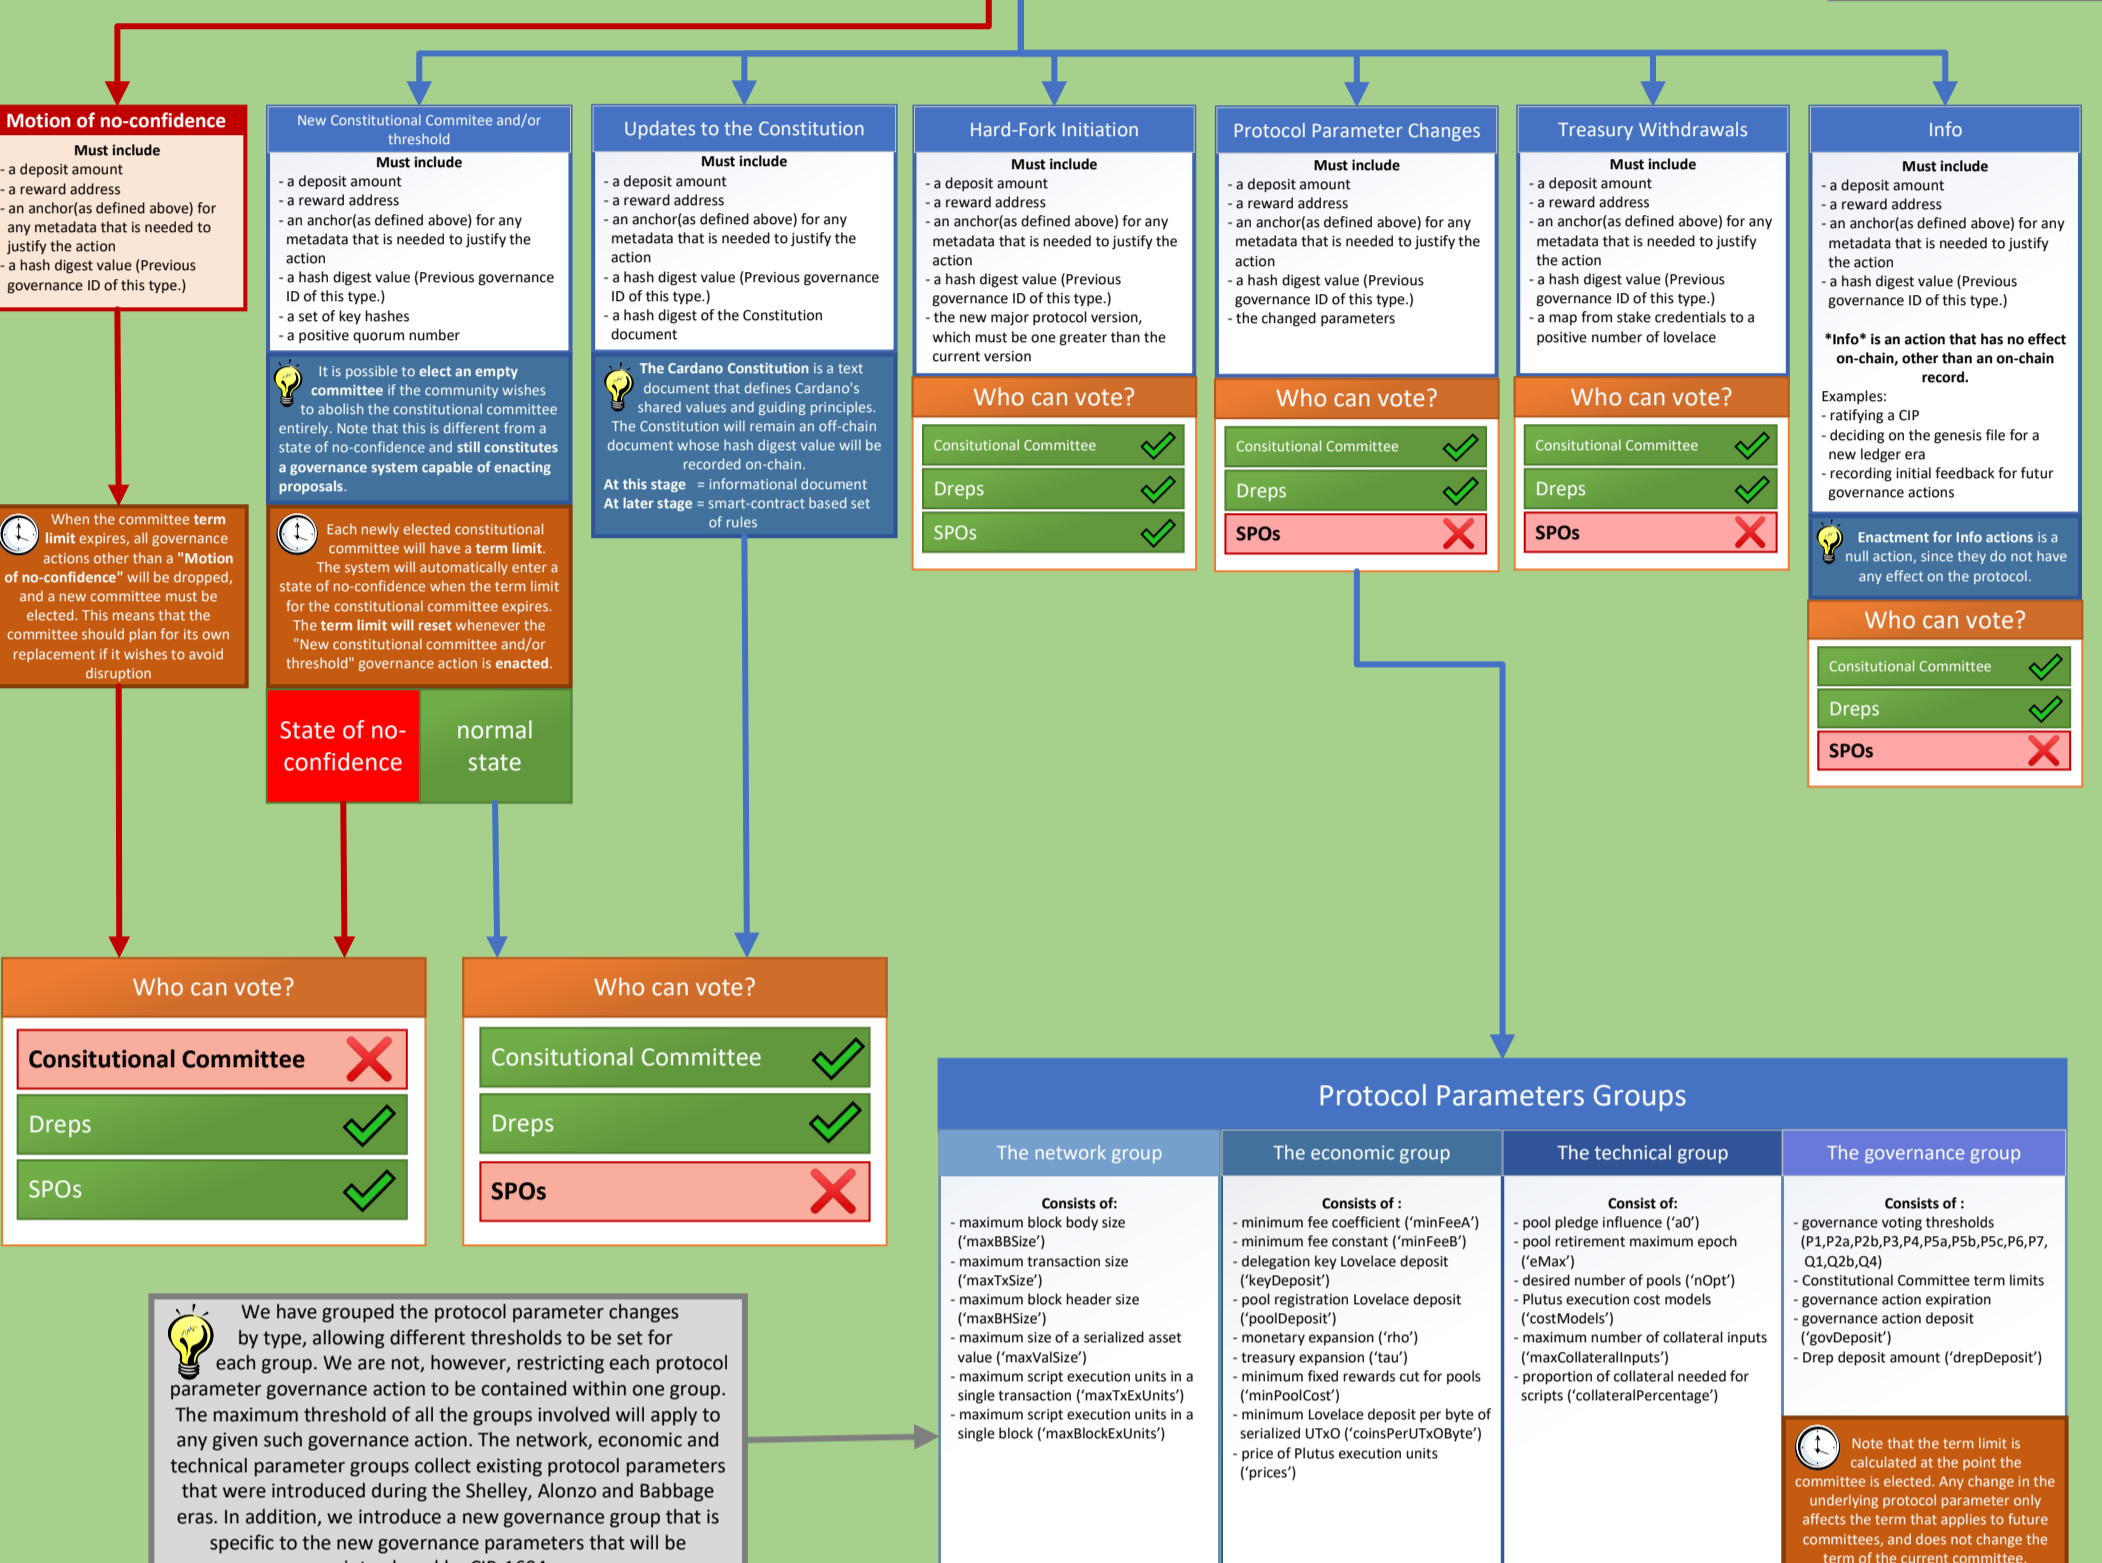 Motion of no-confidence
Must include
- a deposit amount
- a reward address
- an anchor(as defined above) for
any metadata that is needed to
justify the action
- a hash digest value (Previous
governance ID of this type.)
When the committee term
limit expires, all governance
actions other than a "Motion
of no-confidence" will be dropped,
and a new committee must be
elected. This means that the
committee should plan for its own
replacement if it wishes to avoid
disruption
New Constitutional Commitee and/or
threshold
Must include
- a deposit amount
- a reward address
- an anchor(as defined above) for any
metadata that is needed to justify the
action
- a hash digest value (Previous governance
ID of this type.)
- a set of key hashes
- a positive quorum number
It is possible to elect an empty
committee if the community wishes
to abolish the constitutional committee
entirely. Note that this is different from a
state of no-confidence and still constitutes
a governance system capable of enacting
proposals.
Each newly elected constitutional
committee will have a term limit.
The system will automatically enter a
state of no-confidence when the term limit
for the constitutional committee expires.
The term limit will reset whenever the
"New constitutional committee and/or
threshold" governance action is enacted.
State of no-
confidence
normal
state
Updates to the Constitution
Must include
- a deposit amount
- a reward address
- an anchor(as defined above) for any
metadata that is needed to justify the
action
- a hash digest value (Previous governance
ID of this type.)
- a hash digest of the Constitution
document
The Cardano Constitution is a text
document that defines Cardano's
shared values and guiding principles.
The Constitution will remain an off-chain
document whose hash digest value will be
recorded on-chain.
At this stage = informational document
At later stage = smart-contract based set
of rules
Hard-Fork Initiation
Must include
- a deposit amount
- a reward address
- an anchor(as defined above) for any
metadata that is needed to justify the
action
- a hash digest value (Previous
governance ID of this type.)
- the new major protocol version,
which must be one greater than the
current version
Who can vote?
Consitutional Committee
Dreps
SPOs
Protocol Parameter Changes
Must include
- a deposit amount
- a reward address
- an anchor(as defined above) for any
metadata that is needed to justify the
action
- a hash digest value (Previous
governance ID of this type.)
- the changed parameters
Who can vote?
Consitutional Committee
Dreps
SPOs
Treasury Withdrawals
Must include
- a deposit amount
- a reward address
- an anchor(as defined above) for any
metadata that is needed to justify
the action
- a hash digest value (Previous
governance ID of this type.)
- a map from stake credentials to a
positive number of lovelace
Who can vote?
Consitutional Committee
Dreps
SPOs
Info
Must include
- a deposit amount
- a reward address
- an anchor(as defined above) for any
metadata that is needed to justify
the action
- a hash digest value (Previous
governance ID of this type.)
*Info* is an action that has no effect
on-chain, other than an on-chain
record.
Examples:
- ratifying a CIP
- deciding on the genesis file for a
new ledger era
- recording initial feedback for futur
governance actions
Enactment for Info actions is a
null action, since they do not have
any effect on the protocol.
Who can vote?
Consitutional Committee
Dreps
SPOs
Who can vote?
Consitutional Committee
Dreps
SPOs
Who can vote?
Consitutional Committee
Dreps
SPOs
We have grouped the protocol parameter changes
by type, allowing different thresholds to be set for
each group. We are not, however, restricting each protocol
parameter governance action to be contained within one group.
The maximum threshold of all the groups involved will apply to
any given such governance action. The network, economic and
technical parameter groups collect existing protocol parameters
that were introduced during the Shelley, Alonzo and Babbage
eras. In addition, we introduce a new governance group that is
specific to the new governance parameters that will be
Protocol Parameters Groups
The network group
Consists of:
- maximum block body size
('maxBBSize')
- maximum transaction size
('maxTxSize')
- maximum block header size
('maxBHSize')
- maximum size of a serialized asset
value ('maxValSize')
- maximum script execution units in a
single transaction ('maxTxExUnits')
- maximum script execution units in a
single block ('maxBlockExUnits')
The economic group
Consists of :
- minimum fee coefficient ('minFeeA')
- minimum fee constant ('minFeeB')
- delegation key Lovelace deposit
('keyDeposit')
- pool registration Lovelace deposit
('poolDeposit')
- monetary expansion ('rho')
- treasury expansion ('tau')
- minimum fixed rewards cut for pools
('minPoolCost')
- minimum Lovelace deposit per byte of
serialized UTxO ('coinsPerUTxOByte')
- price of Plutus execution units
('prices')
The technical group
Consist of:
- pool pledge influence ('a0')
- pool retirement maximum epoch
('eMax')
- desired number of pools ('nOpt')
- Plutus execution cost models
('costModels')
- maximum number of collateral inputs
('maxCollateralInputs')
- proportion of collateral needed for
scripts ('collateralPercentage')
The governance group
Consists of :
- governance voting thresholds
(P1,P2a,P2b,P3,P4,P5a,P5b,P5c,P6,P7,
Q1,Q2b,Q4)
- Constitutional Committee term limits
- governance action expiration
- governance action deposit
('govDeposit')
- Drep deposit amount ('drepDeposit')
Note that the term limit is
calculated at the point the
committee is elected. Any change in the
underlying protocol parameter only
affects the term that applies to future
committees, and does not change the
term of the current committee.